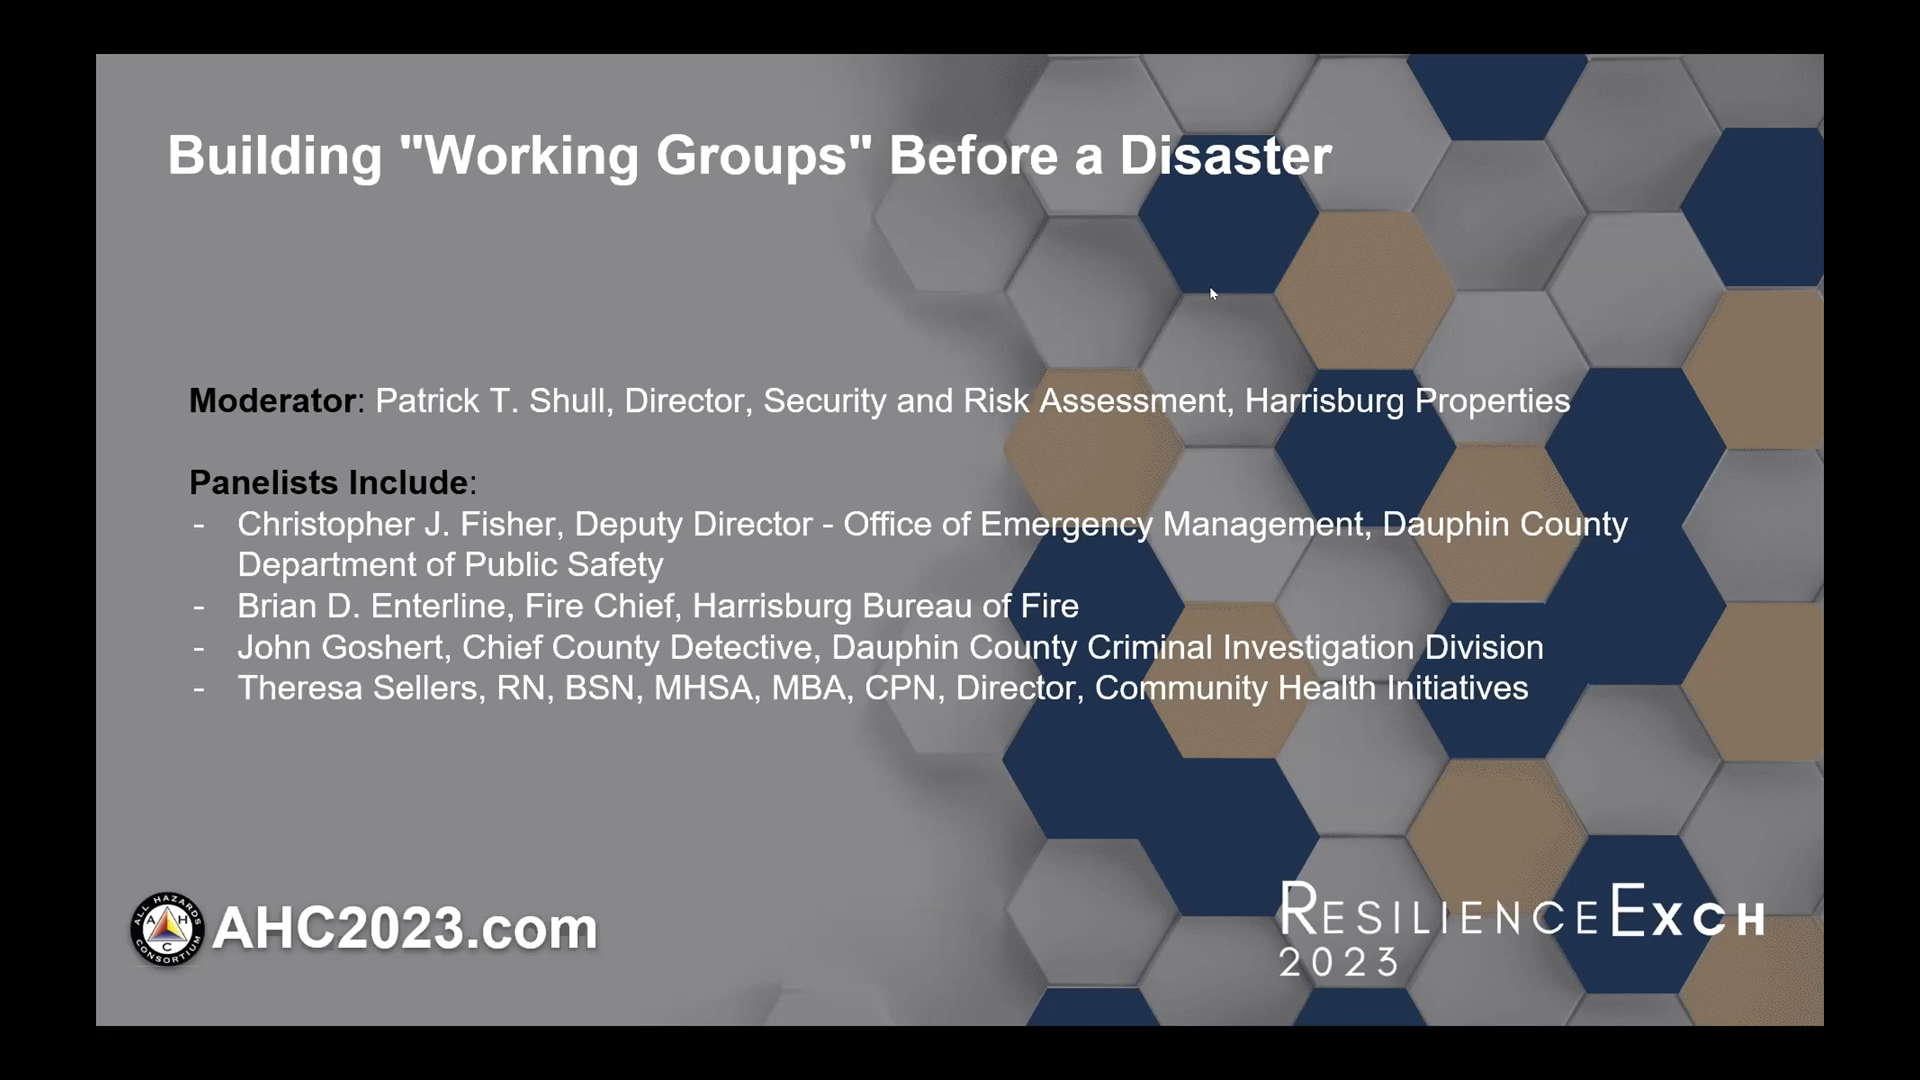 Building "Working Groups" Before a Disaster
Moderator: Patrick T. Shull, Director, Security and Risk Assessment, Harrisburg Properties
Panelists Include:
- Christopher J. Fisher, Deputy Director - Office of Emergency Management, Dauphin County
Department of Public Safety
- Brian D. Enterline, Fire Chief, Harrisburg Bureau of Fire
- John Goshert, Chief County Detective, Dauphin County Criminal Investigation Division
- Theresa Sellers, RN, BSN, MHSA, MBA, CPN, Director, Community Health Initiatives
ALL HAZARDS
A H
C
CONSORTIUM
AHC2023.com
RESILIENCEEXCH
2023